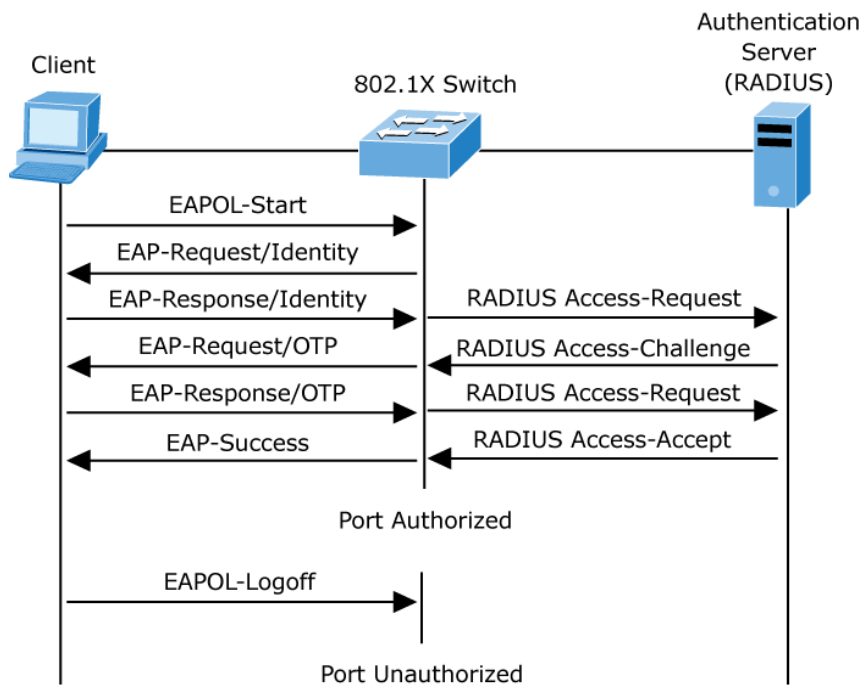 Authentication
Server
(RADIUS)
Client
802.1X Switch
EAPOL-Start
EAP-Request/Identity
EAP-Response/Identity
RADIUS Access-Request
EAP-Request/OTP
RADIUS Access-Challenge
EAP-Response/OTP
RADIUS Access-Request
EAP-Success
RADIUS Access-Accept
Port Authorized
EAPOL-Logoff
Port Unauthorized